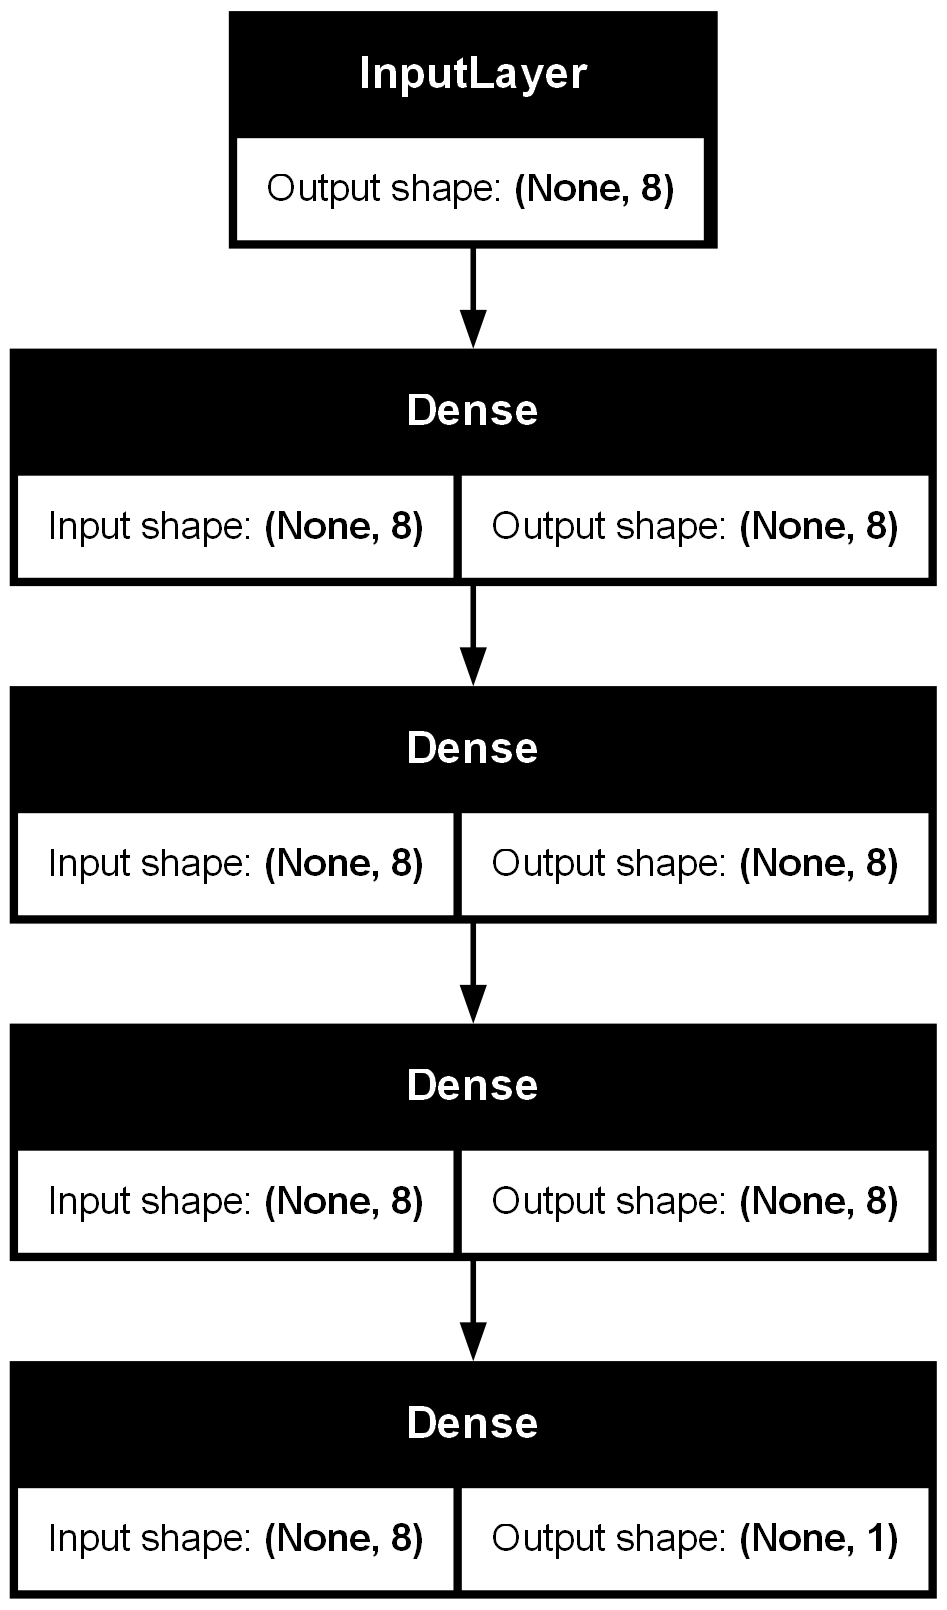 InputLayer
Output shape: (None, 8)
Dense
Input shape: (None, 8) Output shape: (None, 8)
Dense
Input shape: (None, 8) Output shape: (None, 8)
Dense
Input shape: (None, 8) Output shape: (None, 8)
Dense
Input shape: (None, 8) Output shape: (None, 1)